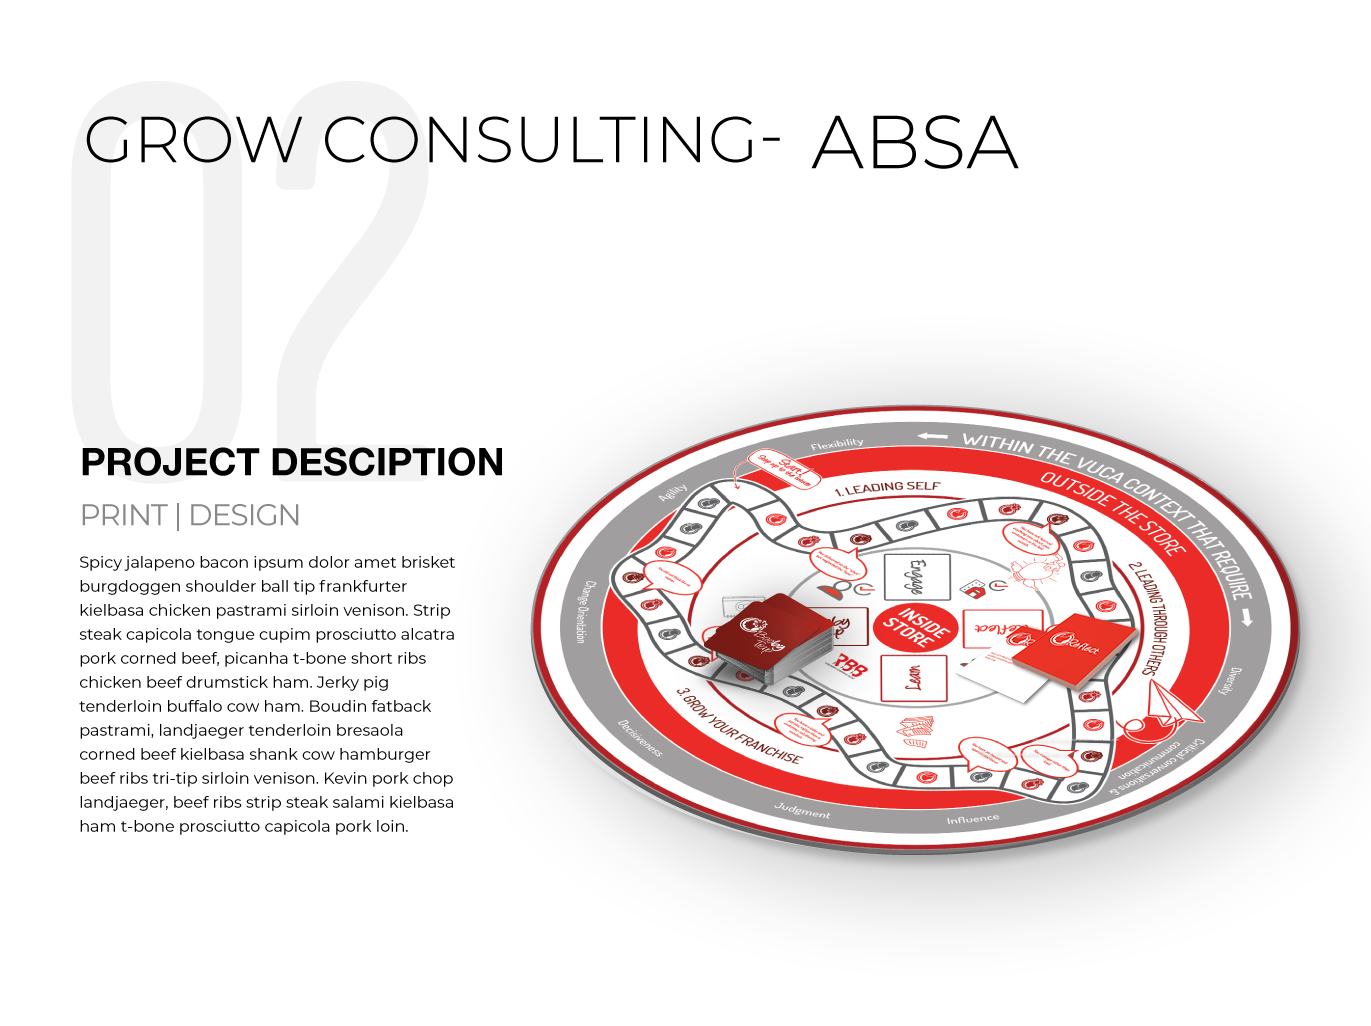 02
GROW CONSULTING- ABSA
PROJECT DESCIPTION
PRINT | DESIGN
Spicy jalapeno bacon ipsum dolor amet brisket
burgdoggen shoulder ball tip frankfurter
kielbasa chicken pastrami sirloin venison. Strip
steak capicola tongue cupim prosciutto alcatra
pork corned beef, picanha t-bone short ribs
chicken beef drumstick ham. Jerky pig
tenderloin buffalo cow ham. Boudin fatback
pastrami, landjaeger tenderloin bresaola
corned beef kielbasa shank cow hamburger
beef ribs tri-tip sirloin venison. Kevin pork chop
landjaeger, beef ribs strip steak salami kielbasa
ham t-bone prosciutto capicola pork loin.
WITHIN THE VUCA CONTEXT THAT REQUIRE
OUTSIDE THE STORE
Flexibility
Agility
Change Orientation
Decisiveness
Judgment
Influence
Critical conversations &
communication
Diversity
Start!
1. LEADING SELF
2. LEADING THROUGH OTHERS
3. GROW YOUR FRANCHISE
Engage
INSIDE
STORE
Reflect
Learn
RBB
Booby
Trap
Reflect